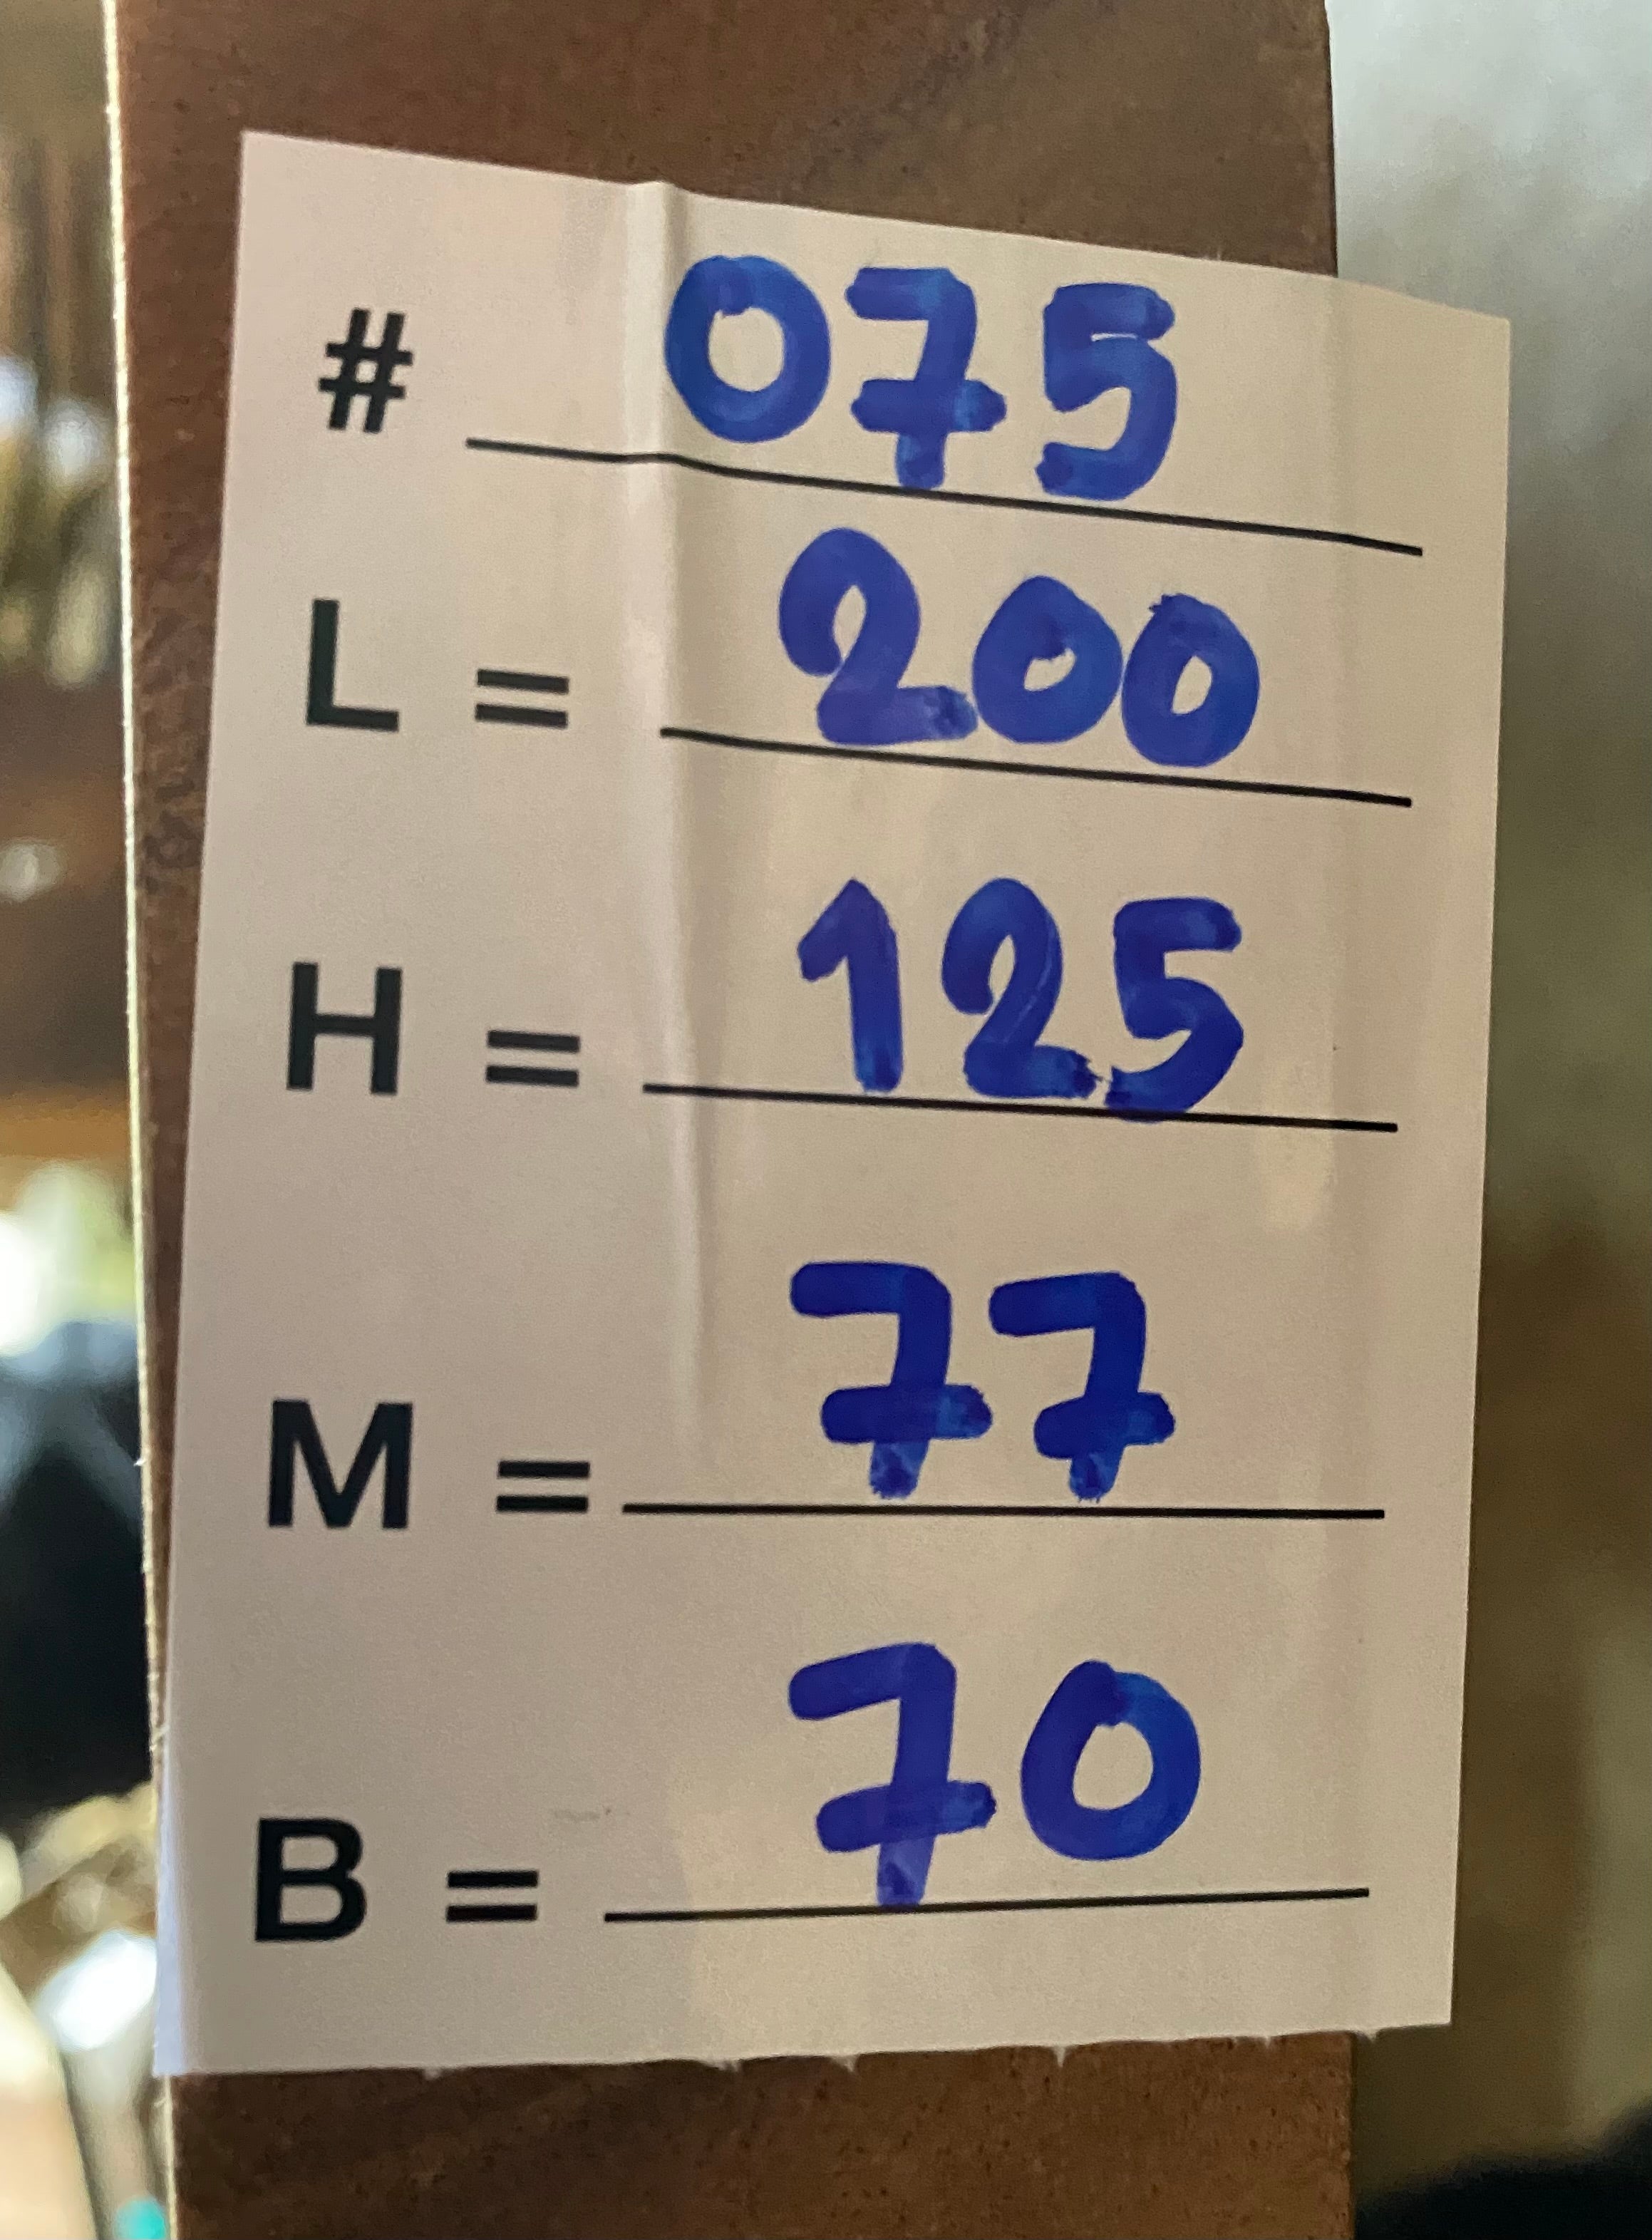 # 075
L = 200
H = 125
M = 77
B = 70